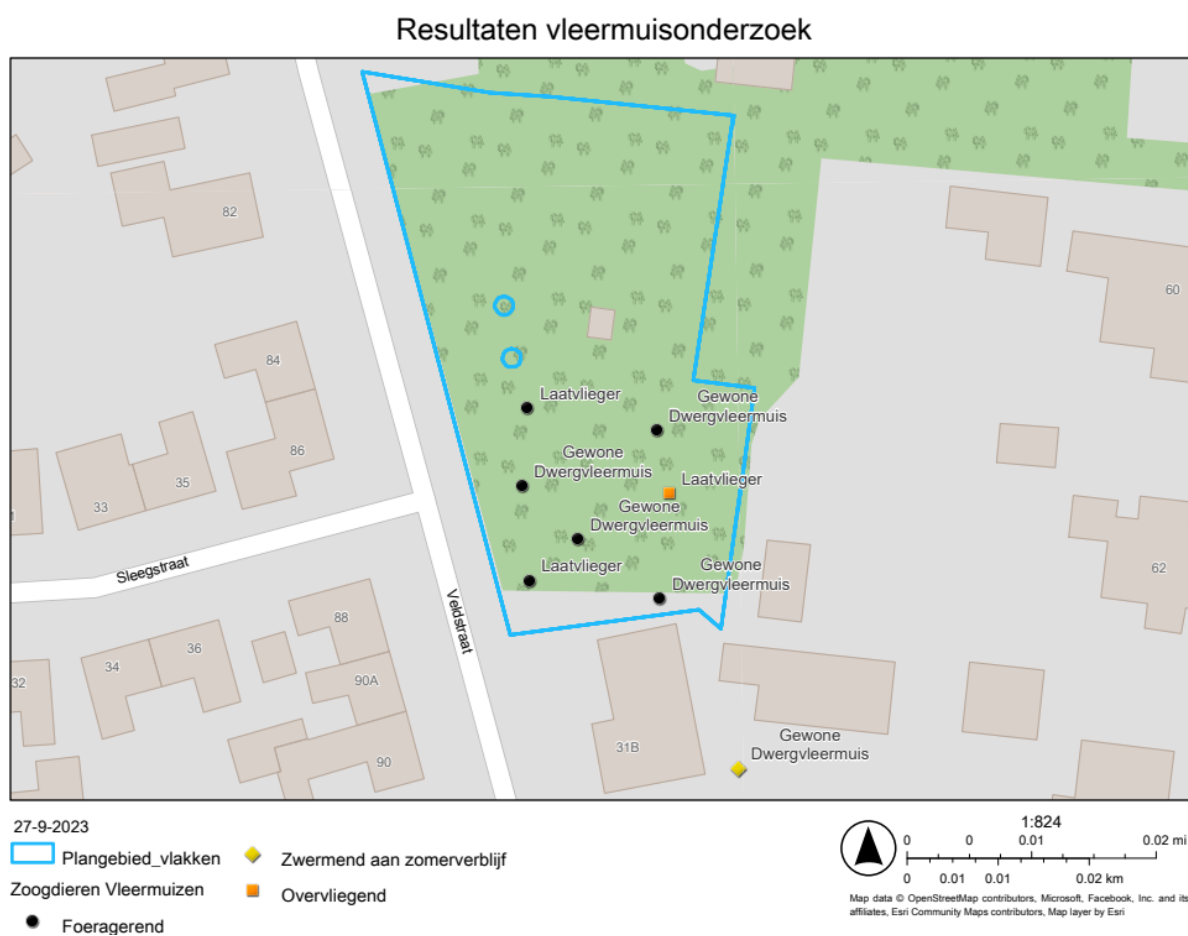 Resultaten vleermuisonderzoek
82
60
84
Laatvlieger
Gewone
Dwergvleermuis
86
Gewone
Dwergvleermuis
35
33
Laatvlieger
Gewone
Dwergvleermuis
Sleegstraat
Laatvlieger
Gewone
Dwergvleermuis
62
Veldstraat
88
36
34
32
90A
31B
90
Gewone
Dwergvleermuis
27-9-2023
Plangebied_vlakken
Zwermend aan zomerverblijf
Zoogdieren Vleermuizen
Overvliegend
Foeragerend
1:824
0 0 0.01 0.02 mi
0 0.01 0.01 0.02 km
Map data © OpenStreetMap contributors, Microsoft, Facebook, Inc. and its
affiliates, Esri Community Maps contributors, Map layer by Esri